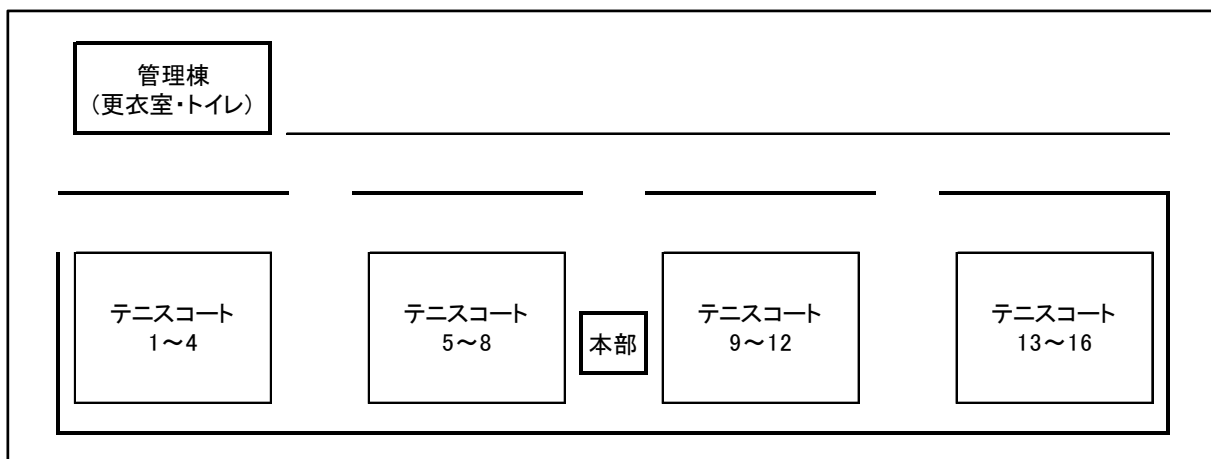 管理棟
（更衣室・トイレ）
テニスコート
1～4
テニスコート
5～8
本部
テニスコート
9～12
テニスコート
13～16